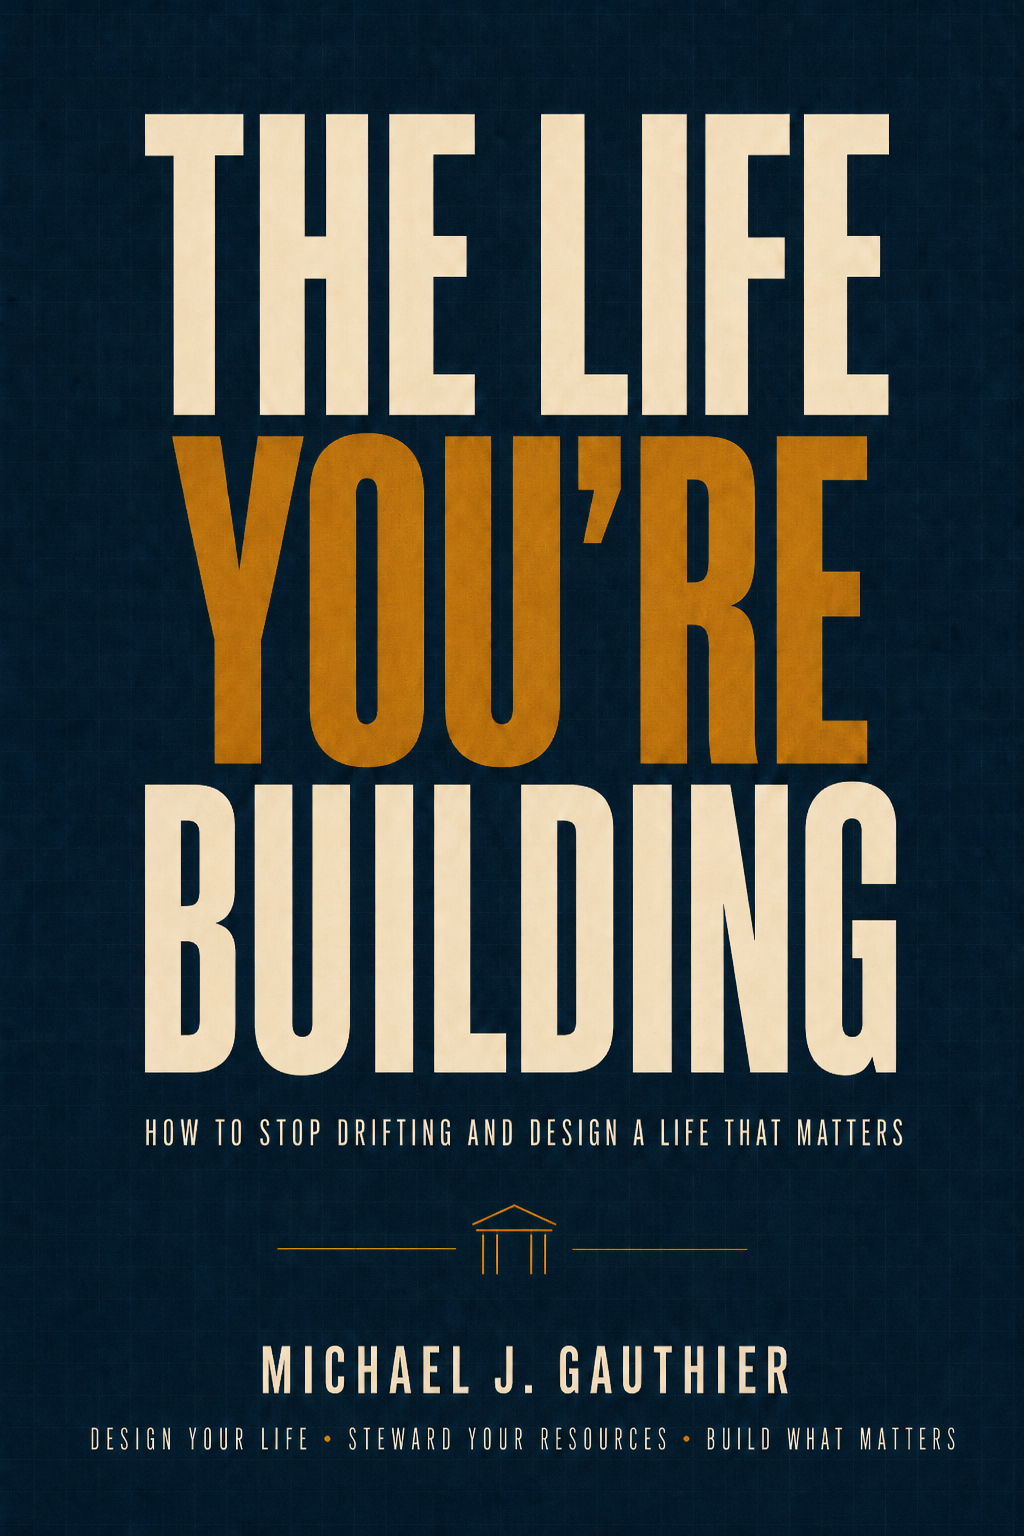 THE LIFE
YOU’RE
BUILDING
HOW TO STOP DRIFTING AND DESIGN A LIFE THAT MATTERS
MICHAEL J. GAUTHIER
DESIGN YOUR LIFE • STEWARD YOUR RESOURCES • BUILD WHAT MATTERS